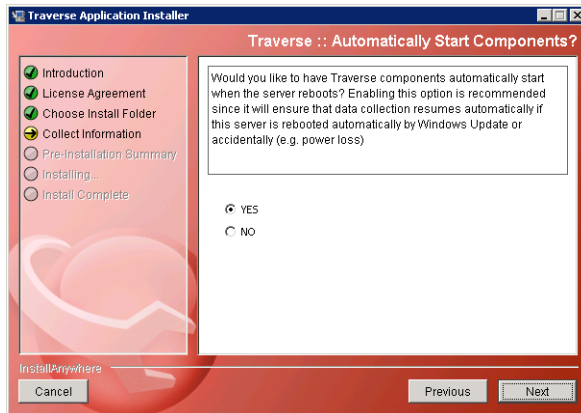 Traverse Application Installer
Traverse :: Automatically Start Components?
Introduction
License Agreement
Choose Install Folder
Collect Information
Pre-Installation Summary
Installing...
Install Complete
Would you like to have Traverse components automatically start
when the server reboots? Enabling this option is recommended
since it will ensure that data collection resumes automatically if
this server is rebooted automatically by Windows Update or
accidentally (e.g. power loss)
YES
NO
InstallAnywhere
Cancel
Previous
Next